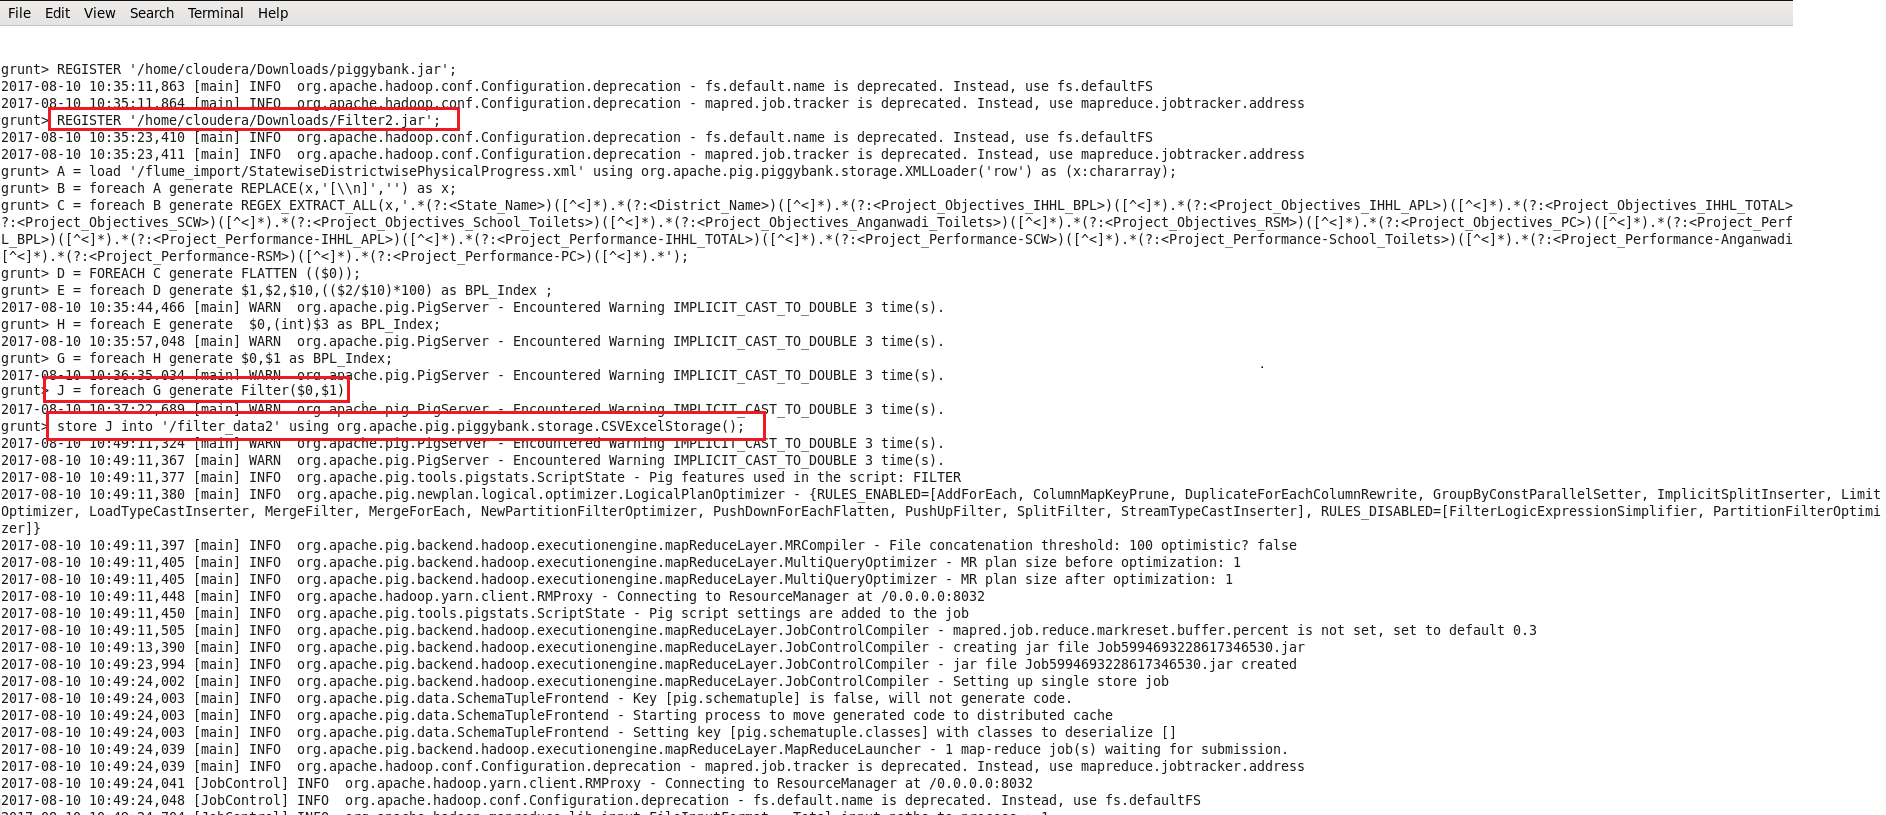 File Edit View Search Terminal Help
grunt> REGISTER '/home/cloudera/Downloads/piggybank.jar';
2017-08-10 10:35:11,863 [main] INFO  org.apache.hadoop.conf.Configuration.deprecation - fs.default.name is deprecated. Instead, use fs.defaultFS
2017-08-10 10:35:11,864 [main] INFO  org.apache.hadoop.conf.Configuration.deprecation - mapred.job.tracker is deprecated. Instead, use mapreduce.jobtracker.address
grunt> REGISTER '/home/cloudera/Downloads/Filter2.jar';
2017-08-10 10:35:23,410 [main] INFO  org.apache.hadoop.conf.Configuration.deprecation - fs.default.name is deprecated. Instead, use fs.defaultFS
2017-08-10 10:35:23,411 [main] INFO  org.apache.hadoop.conf.Configuration.deprecation - mapred.job.tracker is deprecated. Instead, use mapreduce.jobtracker.address
grunt> A = load '/flume_import/StatewiseDistrictwisePhysicalProgress.xml' using org.apache.pig.piggybank.storage.XMLLoader('row') as (x:chararray);
grunt> B = foreach A generate REPLACE(x,'[\\n]','') as x;
grunt> C = foreach B generate REGEX_EXTRACT_ALL(x,'.*(?:<State_Name>)([^<]*).*(?:<District_Name>)([^<]*).*(?:<Project_Objectives_IHHL_BPL>)([^<]*).*(?:<Project_Objectives_IHHL_APL>)([^<]*).*(?:<Project_Objectives_IHHL_TOTAL>
?:<Project_Objectives_SCW>)([^<]*).*(?:<Project_Objectives_School_Toilets>)([^<]*).*(?:<Project_Objectives_Anganwadi_Toilets>)([^<]*).*(?:<Project_Objectives_RSM>)([^<]*).*(?:<Project_Objectives_PC>)([^<]*).*(?:<Project_Perf
L_BPL>)([^<]*).*(?:<Project_Performance-IHHL_APL>)([^<]*).*(?:<Project_Performance-IHHL_TOTAL>)([^<]*).*(?:<Project_Performance-SCW>)([^<]*).*(?:<Project_Performance-School_Toilets>)([^<]*).*(?:<Project_Performance-Anganwadi
[^<]*).*(?:<Project_Performance-RSM>)([^<]*).*(?:<Project_Performance-PC>)([^<]*).*');
grunt> D = FOREACH C generate FLATTEN (($0));
grunt> E = foreach D generate $1,$2,$10,(($2/$10)*100) as BPL_Index ;
2017-08-10 10:35:44,466 [main] WARN  org.apache.pig.PigServer - Encountered Warning IMPLICIT_CAST_TO_DOUBLE 3 time(s).
grunt> H = foreach E generate  $0,(int)$3 as BPL_Index;
2017-08-10 10:35:57,048 [main] WARN  org.apache.pig.PigServer - Encountered Warning IMPLICIT_CAST_TO_DOUBLE 3 time(s).
grunt> G = foreach H generate $0,$1 as BPL_Index;
2017-08-10 10:36:35,034 [main] WARN  org.apache.pig.PigServer - Encountered Warning IMPLICIT_CAST_TO_DOUBLE 3 time(s).
grunt> J = foreach G generate Filter($0,$1)
2017-08-10 10:37:22,689 [main] WARN  org.apache.pig.PigServer - Encountered Warning IMPLICIT_CAST_TO_DOUBLE 3 time(s).
grunt> store J into '/filter_data2' using org.apache.pig.piggybank.storage.CSVExcelStorage();
2017-08-10 10:49:11,324 [main] WARN  org.apache.pig.PigServer - Encountered Warning IMPLICIT_CAST_TO_DOUBLE 3 time(s).
2017-08-10 10:49:11,367 [main] WARN  org.apache.pig.PigServer - Encountered Warning IMPLICIT_CAST_TO_DOUBLE 3 time(s).
2017-08-10 10:49:11,377 [main] INFO  org.apache.pig.tools.pigstats.ScriptState - Pig features used in the script: FILTER
2017-08-10 10:49:11,380 [main] INFO  org.apache.pig.newplan.logical.optimizer.LogicalPlanOptimizer - {RULES_ENABLED=[AddForEach, ColumnMapKeyPrune, DuplicateForEachColumnRewrite, GroupByConstParallelSetter, ImplicitSplitInserter, Limit
Optimizer, LoadTypeCastInserter, MergeFilter, MergeForEach, NewPartitionFilterOptimizer, PushDownForEachFlatten, PushUpFilter, SplitFilter, StreamTypeCastInserter], RULES_DISABLED=[FilterLogicExpressionSimplifier, PartitionFilterOptimi
zer]}
2017-08-10 10:49:11,397 [main] INFO  org.apache.pig.backend.hadoop.executionengine.mapReduceLayer.MRCompiler - File concatenation threshold: 100 optimistic? false
2017-08-10 10:49:11,405 [main] INFO  org.apache.pig.backend.hadoop.executionengine.mapReduceLayer.MultiQueryOptimizer - MR plan size before optimization: 1
2017-08-10 10:49:11,405 [main] INFO  org.apache.pig.backend.hadoop.executionengine.mapReduceLayer.MultiQueryOptimizer - MR plan size after optimization: 1
2017-08-10 10:49:11,448 [main] INFO  org.apache.hadoop.yarn.client.RMProxy - Connecting to ResourceManager at /0.0.0.0:8032
2017-08-10 10:49:11,450 [main] INFO  org.apache.pig.tools.pigstats.ScriptState - Pig script settings are added to the job
2017-08-10 10:49:11,505 [main] INFO  org.apache.pig.backend.hadoop.executionengine.mapReduceLayer.JobControlCompiler - mapred.job.reduce.markreset.buffer.percent is not set, set to default 0.3
2017-08-10 10:49:13,390 [main] INFO  org.apache.pig.backend.hadoop.executionengine.mapReduceLayer.JobControlCompiler - creating jar file Job5994693228617346530.jar
2017-08-10 10:49:23,994 [main] INFO  org.apache.pig.backend.hadoop.executionengine.mapReduceLayer.JobControlCompiler - jar file Job5994693228617346530.jar created
2017-08-10 10:49:24,002 [main] INFO  org.apache.pig.backend.hadoop.executionengine.mapReduceLayer.JobControlCompiler - Setting up single store job
2017-08-10 10:49:24,003 [main] INFO  org.apache.pig.data.SchemaTupleFrontend - Key [pig.schematuple] is false, will not generate code.
2017-08-10 10:49:24,003 [main] INFO  org.apache.pig.data.SchemaTupleFrontend - Starting process to move generated code to distributed cache
2017-08-10 10:49:24,003 [main] INFO  org.apache.pig.data.SchemaTupleFrontend - Setting key [pig.schematuple.classes] with classes to deserialize []
2017-08-10 10:49:24,039 [main] INFO  org.apache.pig.backend.hadoop.executionengine.mapReduceLayer.MapReduceLauncher - 1 map-reduce job(s) waiting for submission.
2017-08-10 10:49:24,039 [main] INFO  org.apache.hadoop.conf.Configuration.deprecation - mapred.job.tracker is deprecated. Instead, use mapreduce.jobtracker.address
2017-08-10 10:49:24,041 [JobControl] INFO  org.apache.hadoop.yarn.client.RMProxy - Connecting to ResourceManager at /0.0.0.0:8032
2017-08-10 10:49:24,048 [JobControl] INFO  org.apache.hadoop.conf.Configuration.deprecation - fs.default.name is deprecated. Instead, use fs.defaultFS